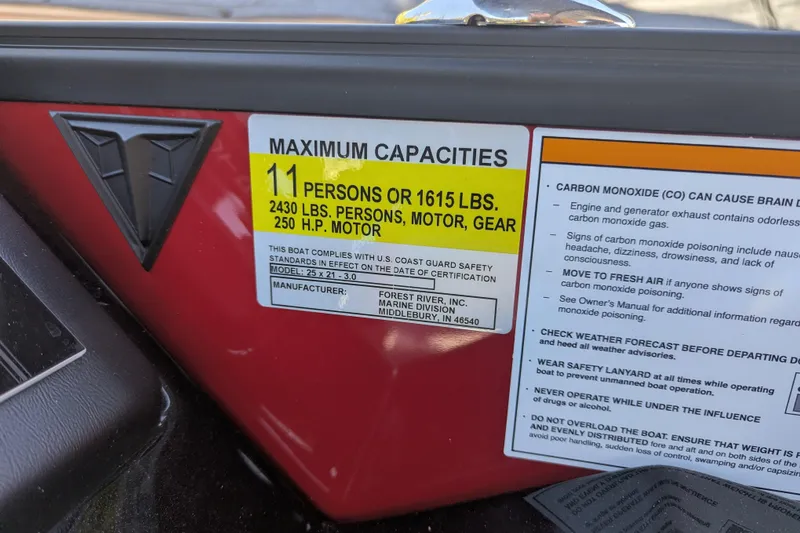 MAXIMUM CAPACITIES
11 PERSONS OR 1615 LBS.
2430 LBS. PERSONS, MOTOR, GEAR
250 H.P. MOTOR
THIS BOAT COMPLIES WITH U.S. COAST GUARD SAFETY
STANDARDS IN EFFECT ON THE DATE OF CERTIFICATION
MODEL: 25 x 21 - 3.0
MANUFACTURER: FOREST RIVER, INC.
MARINE DIVISION
MIDDLEBURY, IN 46540
• CARBON MONOXIDE (CO) CAN CAUSE BRAIN
– Engine and generator exhaust contains odorless
carbon monoxide gas.
– Signs of carbon monoxide poisoning include
headache, dizziness, drowsiness, and lack of
consciousness.
– MOVE TO FRESH AIR if anyone shows signs of
carbon monoxide poisoning.
– See Owner's Manual for additional information
monoxide poisoning.
• CHECK WEATHER FORECAST BEFORE DEPARTING
and heed all weather advisories.
• WEAR SAFETY LANYARD at all times while operating
boat to prevent unmanned boat operation.
• NEVER OPERATE WHILE UNDER THE INFLUENCE
of drugs or alcohol.
• DO NOT OVERLOAD THE BOAT. ENSURE THAT WEIGHT IS
AND EVENLY DISTRIBUTED fore and aft and on both sides of the
avoid poor handling, sudden loss of control, swamping and/or